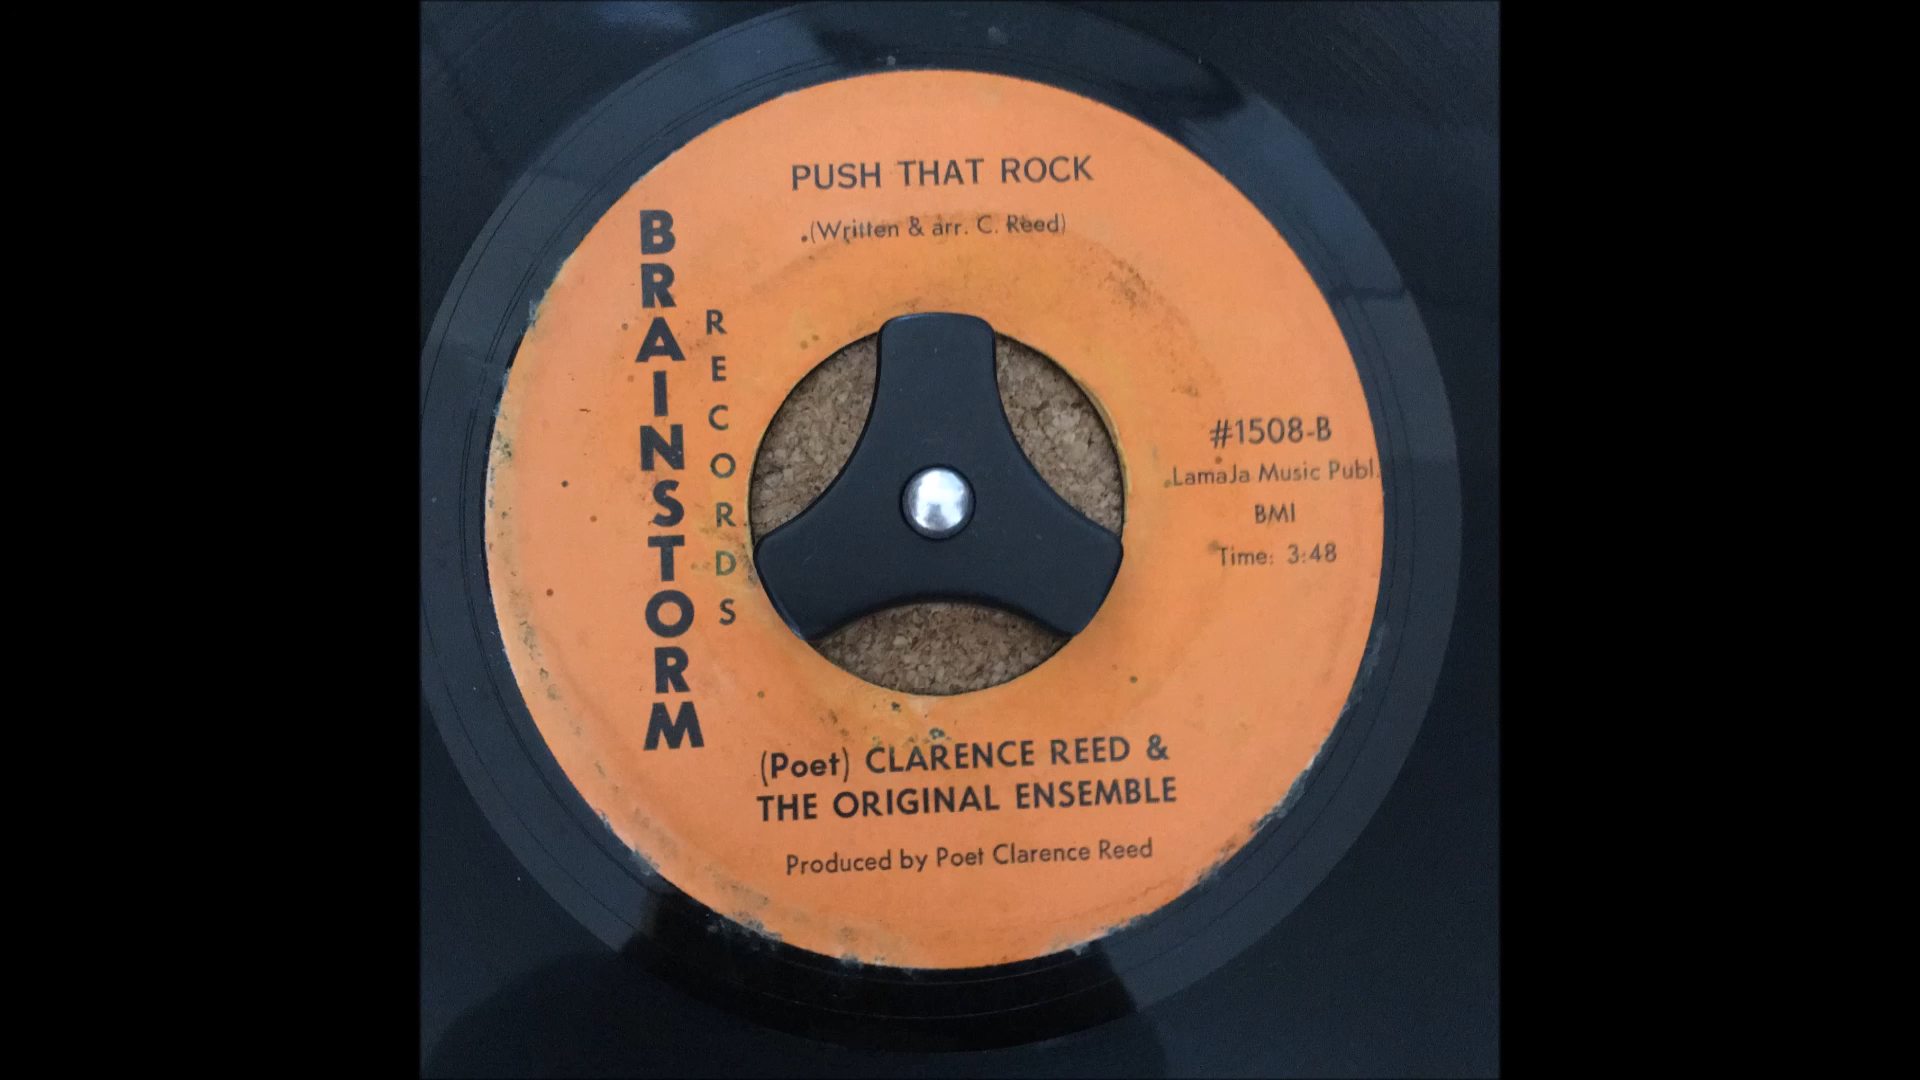 PUSH THAT ROCK
(Written & arr. C. Reed)
BRAINSTORM
RECORDS
#1508-B
LamaJa Music Publ.
BMI
Time: 3:48
(Poet) CLARENCE REED &
THE ORIGINAL ENSEMBLE
Produced by Poet Clarence Reed